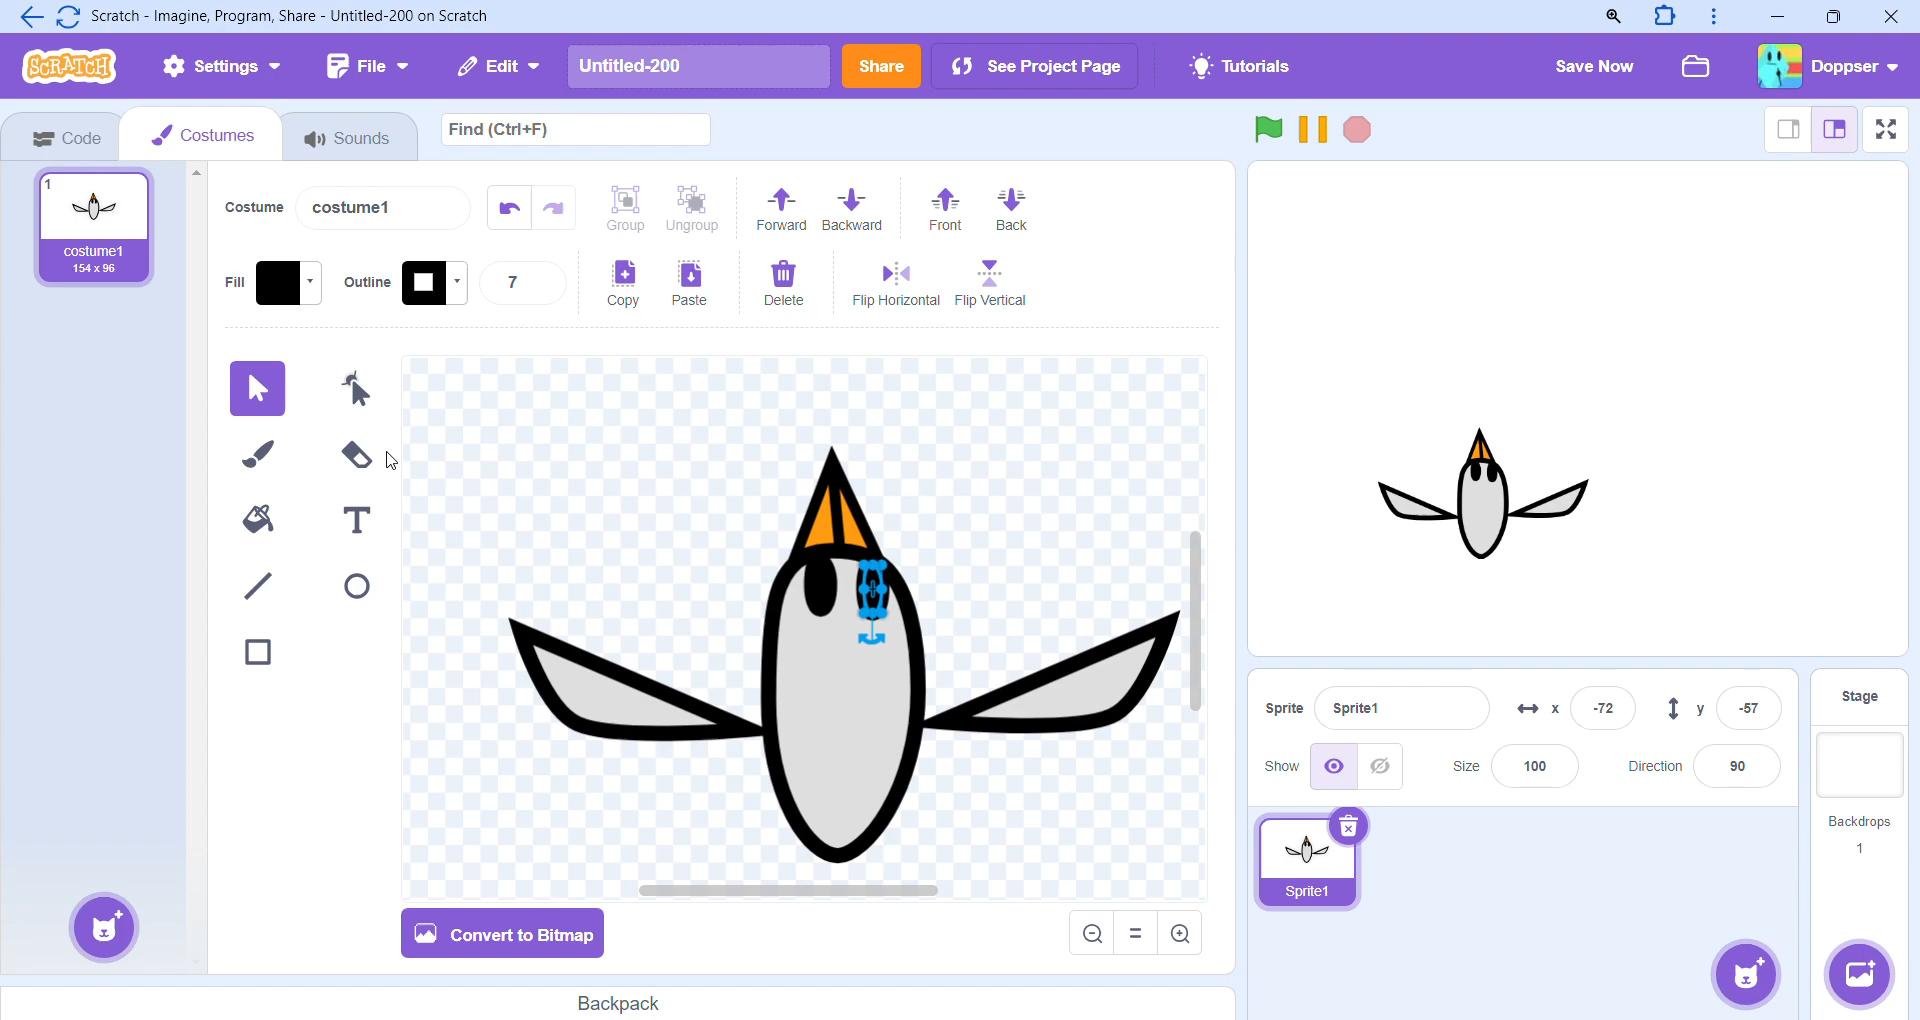 Scratch - Imagine, Program, Share - Untitled-200 on Scratch
SCRATCH
Settings
File
Edit
Untitled-200
Share
See Project Page
Tutorials
Save Now
Doppser
Code
Costumes
Sounds
Find (Ctrl+F)
1
costume1
154 x 96
Costume
costume1
Group
Ungroup
Forward
Backward
Front
Back
Fill
Outline
7
Copy
Paste
Delete
Flip Horizontal
Flip Vertical
Convert to Bitmap
Backpack
Sprite
Sprite1
x
-72
y
-57
Show
Size
100
Direction
90
Sprite1
Stage
Backdrops
1